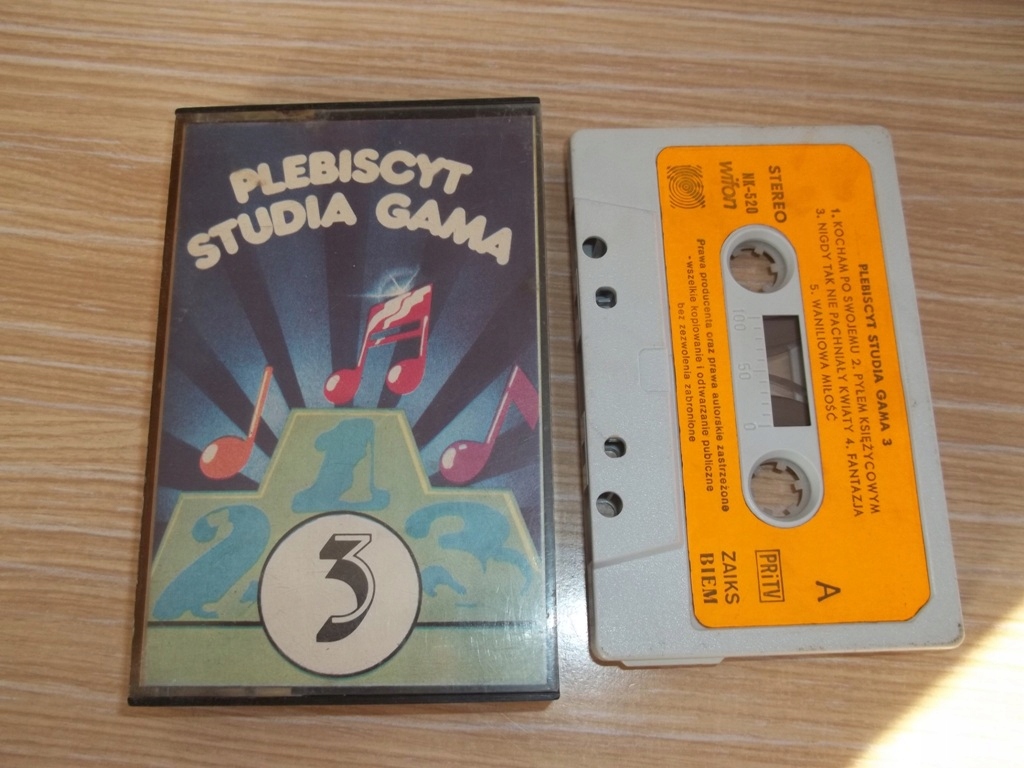 PLEBISCYT
STUDIA GAMA
1
2
3
3
PLEBISCYT STUDIA GAMA 3
1. KOCHAM PO SWOJEMU 2. PYŁEM KSIĘŻYCOWYM
3. NIGDY TAK NIE PACHNIAŁY KWIATY 4. FANTAZJA
5. WANILIOWA MIŁOŚĆ
STEREO
NK-520
wifon
A
PRiTV
ZAIKS
BIEM
100 50 0
Prawa producenta oraz prawa autorskie zastrzeżone
- wszelkie kopiowanie i odtwarzanie publiczne
bez zezwolenia zabronione